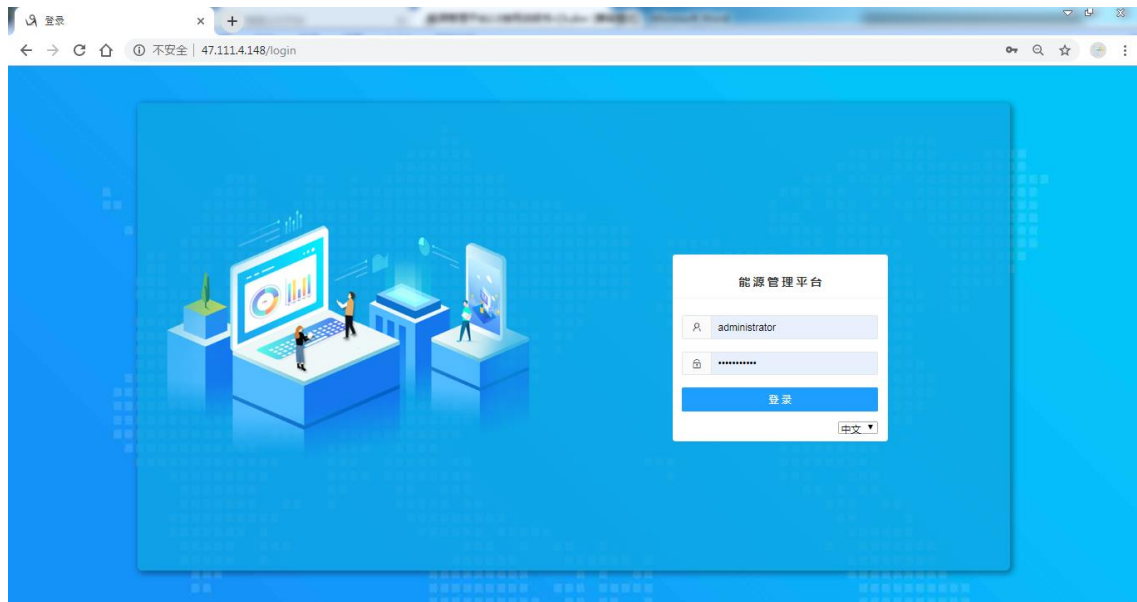 登录
不安全 | 47.111.4.148/login
能源管理平台
administrator
•••••••••••
登录
中文